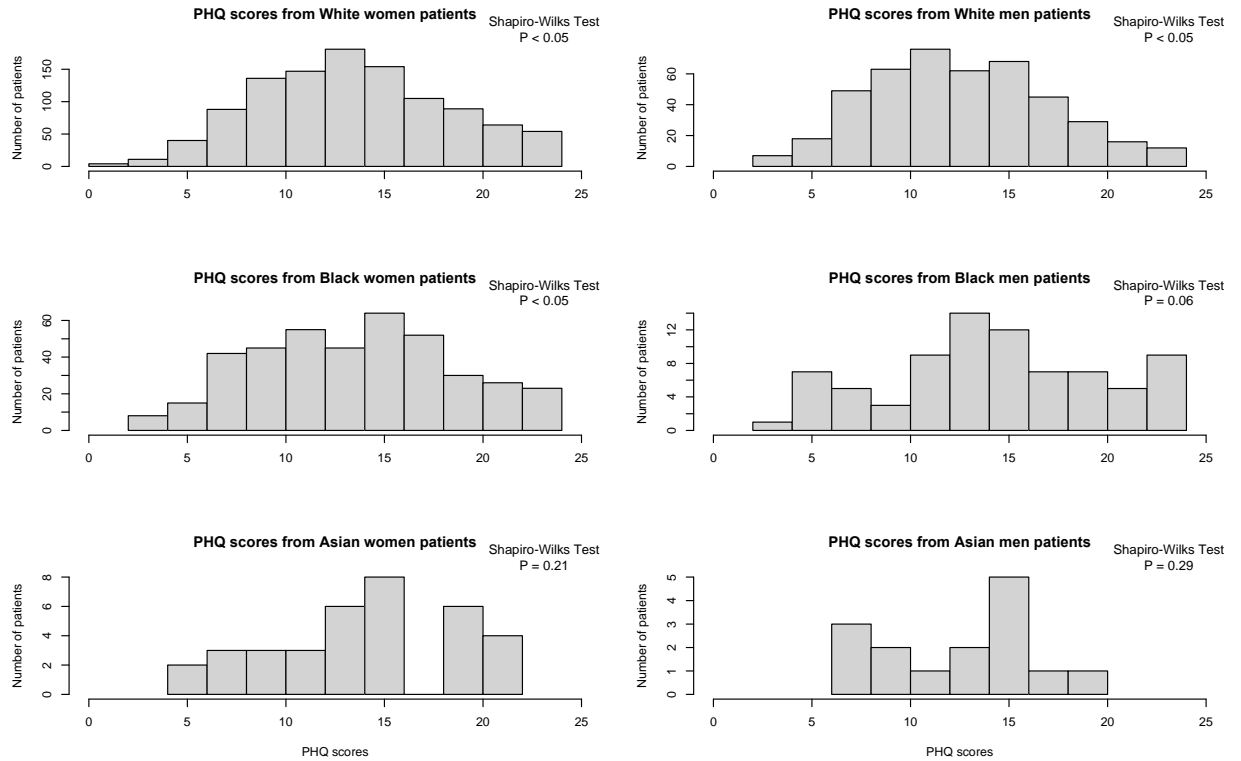 PHQ scores from White women patients
Shapiro-Wilks Test
P < 0.05
Number of patients
0 50 100 150
0 5 10 15 20 25
PHQ scores from White men patients
Shapiro-Wilks Test
P < 0.05
Number of patients
0 20 40 60
0 5 10 15 20 25
PHQ scores from Black women patients
Shapiro-Wilks Test
P < 0.05
Number of patients
0 20 40 60
0 5 10 15 20 25
PHQ scores from Black men patients
Shapiro-Wilks Test
P = 0.06
Number of patients
0 4 8 12
0 5 10 15 20 25
PHQ scores from Asian women patients
Shapiro-Wilks Test
P = 0.21
Number of patients
0 2 4 6 8
0 5 10 15 20 25
PHQ scores
PHQ scores from Asian men patients
Shapiro-Wilks Test
P = 0.29
Number of patients
0 1 2 3 4 5
0 5 10 15 20 25
PHQ scores